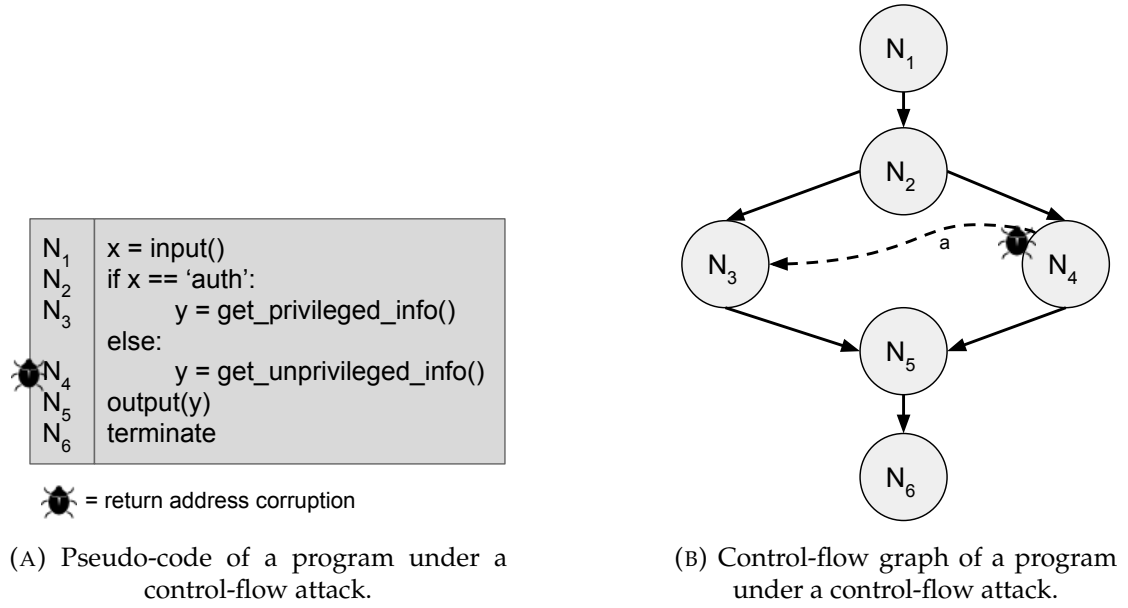 N1 x = input()
N2 if x == ‘auth’:
N3 y = get_privileged_info()
else:
N4 y = get_unprivileged_info()
N5 output(y)
N6 terminate
= return address corruption
(A) Pseudo-code of a program under a
control-flow attack.
N1
N2
a
N3
N4
N5
N6
(B) Control-flow graph of a program
under a control-flow attack.